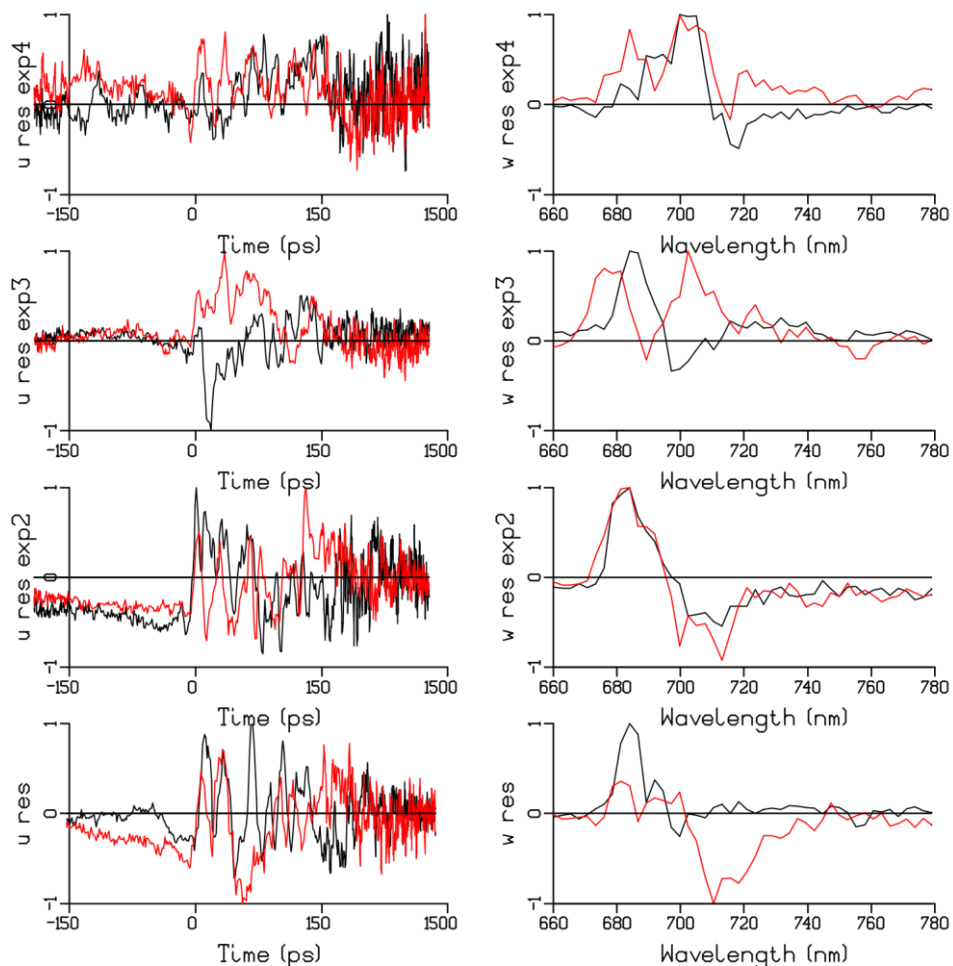 u res exp4
1
0
-1
-150 0 150 1500
Time (ps)
w res exp4
1
0
-1
660 680 700 720 740 760 780
Wavelength (nm)
u res exp3
1
0
-1
-150 0 150 1500
Time (ps)
w res exp3
1
0
-1
660 680 700 720 740 760 780
Wavelength (nm)
u res exp2
1
0
-1
-150 0 150 1500
Time (ps)
w res exp2
1
0
-1
660 680 700 720 740 760 780
Wavelength (nm)
u res
1
0
-1
-150 0 150 1500
Time (ps)
w res
1
0
-1
660 680 700 720 740 760 780
Wavelength (nm)